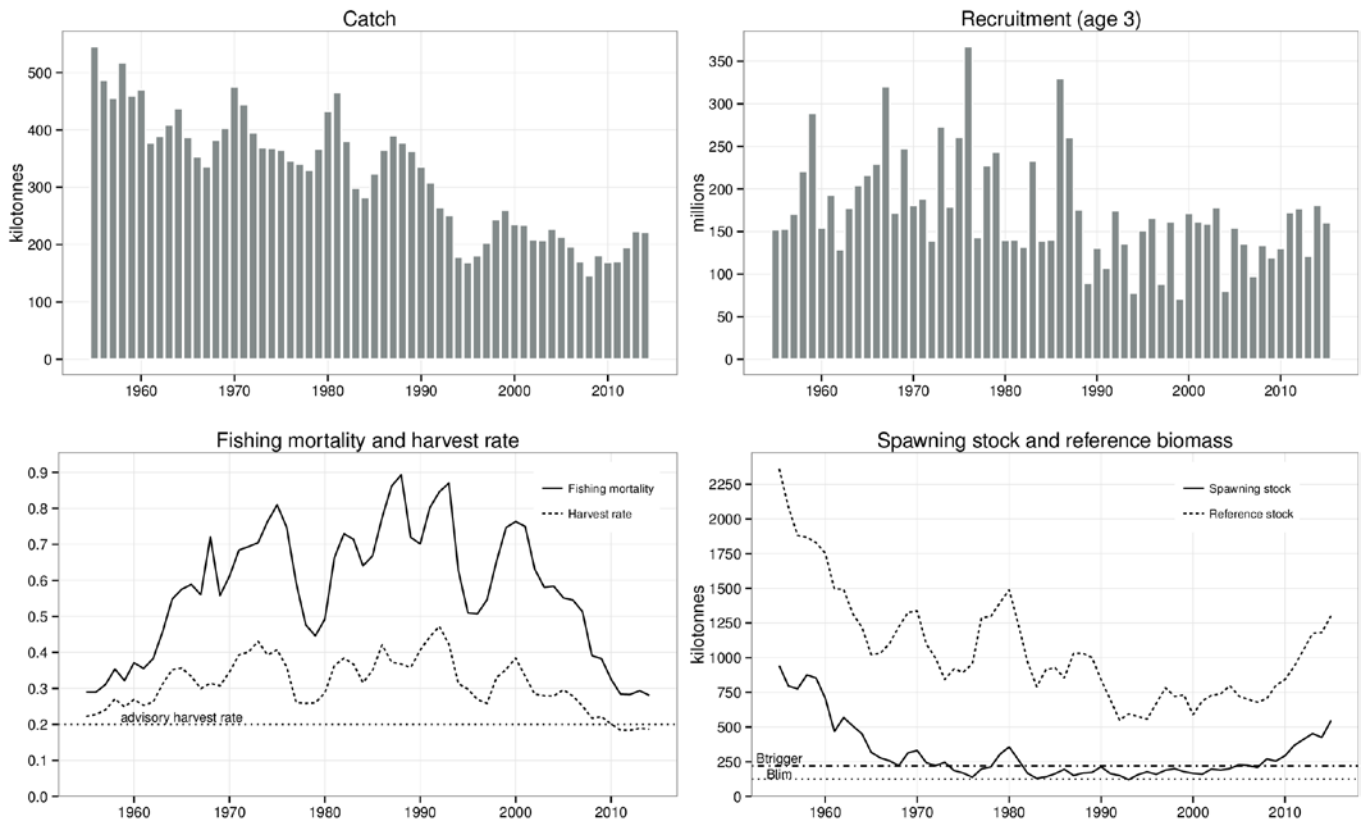 Catch
kilotonnes
500
400
300
200
100
0
1960 1970 1980 1990 2000 2010
Recruitment (age 3)
millions
350
300
250
200
150
100
50
0
1960 1970 1980 1990 2000 2010
Fishing mortality and harvest rate
0.9
0.8
0.7
0.6
0.5
0.4
0.3
0.2
0.1
0.0
Fishing mortality
Harvest rate
advisory harvest rate
1960 1970 1980 1990 2000 2010
Spawning stock and reference biomass
kilotonnes
2250
2000
1750
1500
1250
1000
750
500
250
0
Spawning stock
Reference stock
Btrigger
Blim
1960 1970 1980 1990 2000 2010